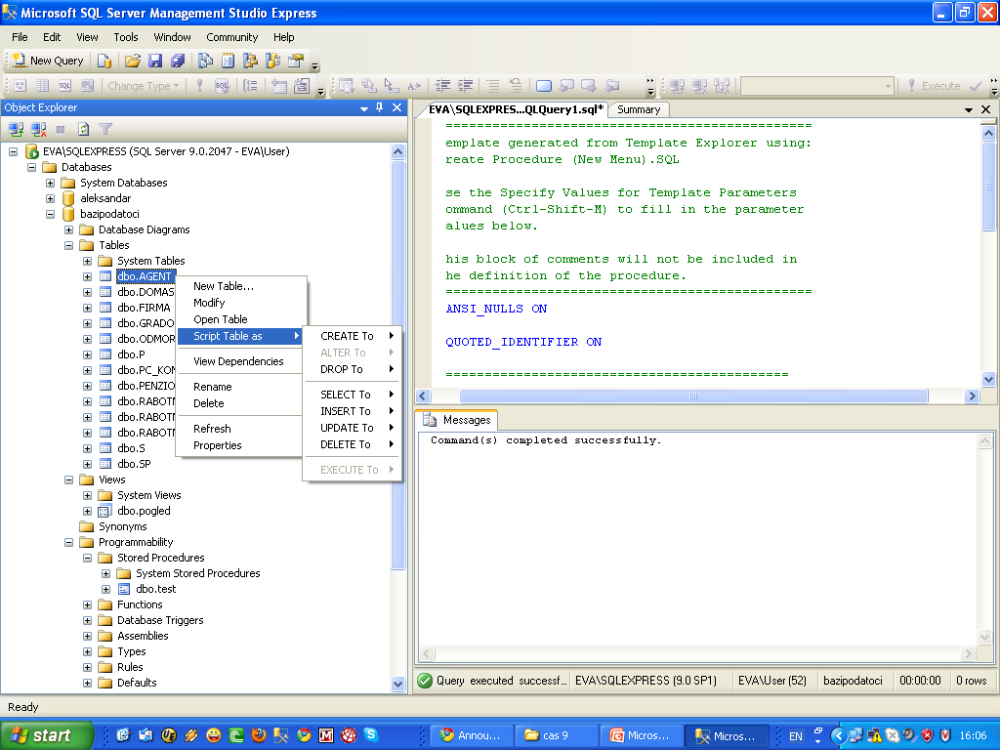 Microsoft SQL Server Management Studio Express
File Edit View Tools Window Community Help
New Query
Change Type
Execute
Object Explorer
EVA\SQLEXPRESS (SQL Server 9.0.2047 - EVA\User)
Databases
System Databases
aleksandar
bazipodatoci
Database Diagrams
Tables
System Tables
dbo.AGENT
dbo.DOMAS
dbo.FIRMA
dbo.GRADO
dbo.ODMOR
dbo.P
dbo.PC_KOM
dbo.PENZIO
dbo.RABOTN
dbo.RABOTN
dbo.RABOTN
dbo.S
dbo.SP
Views
System Views
dbo.pogled
Synonyms
Programmability
Stored Procedures
System Stored Procedures
dbo.test
Functions
Database Triggers
Assemblies
Types
Rules
Defaults
New Table...
Modify
Open Table
Script Table as
View Dependencies
Rename
Delete
Refresh
Properties
CREATE To
ALTER To
DROP To
SELECT To
INSERT To
UPDATE To
DELETE To
EXECUTE To
EVA\SQLEXPRES...QLQuery1.sql* Summary
===============================================
emplate generated from Template Explorer using:
reate Procedure (New Menu).SQL
se the Specify Values for Template Parameters
ommand (Ctrl-Shift-M) to fill in the parameter
alues below.
his block of comments will not be included in
he definition of the procedure.
===============================================
ANSI_NULLS ON
QUOTED_IDENTIFIER ON
============================================
Messages
Command(s) completed successfully.
Query executed successf... EVA\SQLEXPRESS (9.0 SP1) EVA\User (52) bazipodatoci 00:00:00 0 rows
Ready
start Annou... cas 9 Micros... Micros... EN 16:06